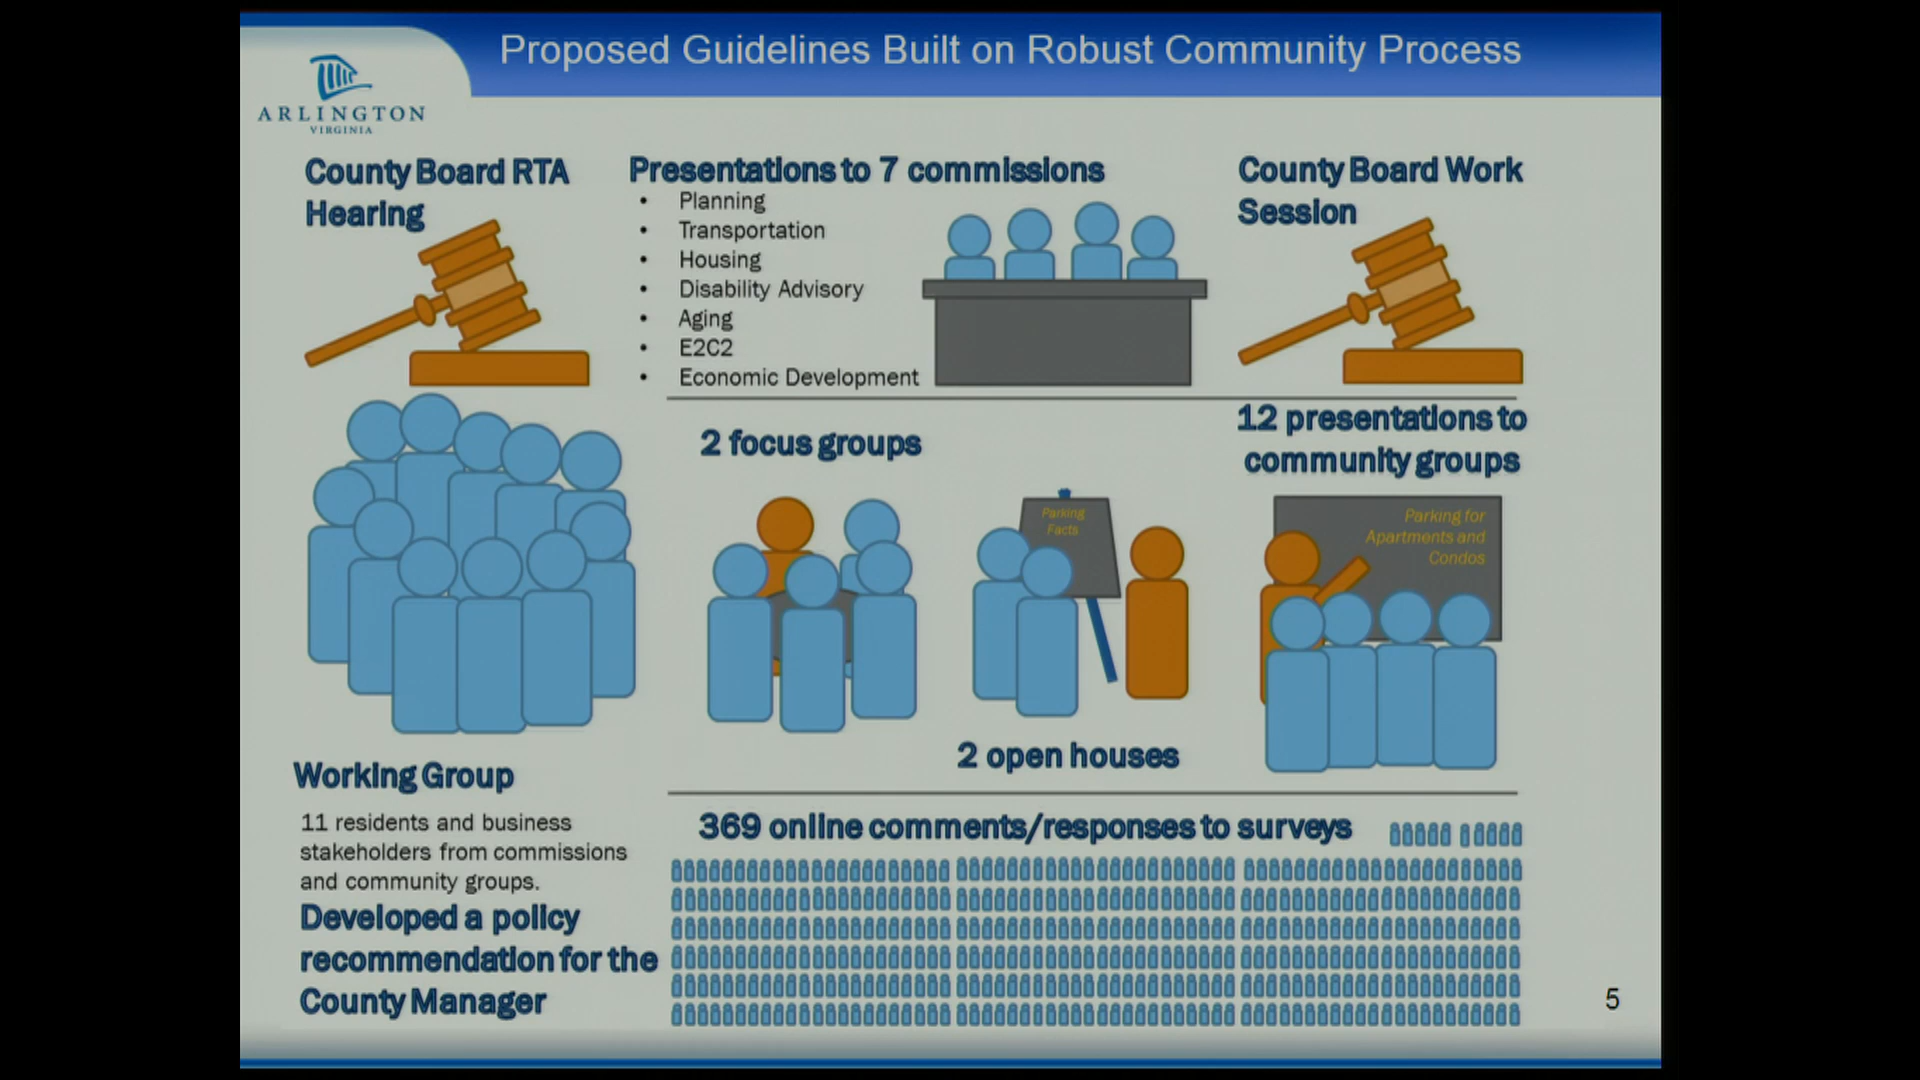 Proposed Guidelines Built on Robust Community Process
ARLINGTON
VIRGINIA
County Board RTA
Hearing
Presentations to 7 commissions
• Planning
• Transportation
• Housing
• Disability Advisory
• Aging
• E2C2
• Economic Development
County Board Work
Session
2 focus groups
Parking
Facts
2 open houses
12 presentations to
community groups
Parking for
Apartments and
Condos
Working Group
11 residents and business
stakeholders from commissions
and community groups.
Developed a policy
recommendation for the
County Manager
369 online comments/responses to surveys
5